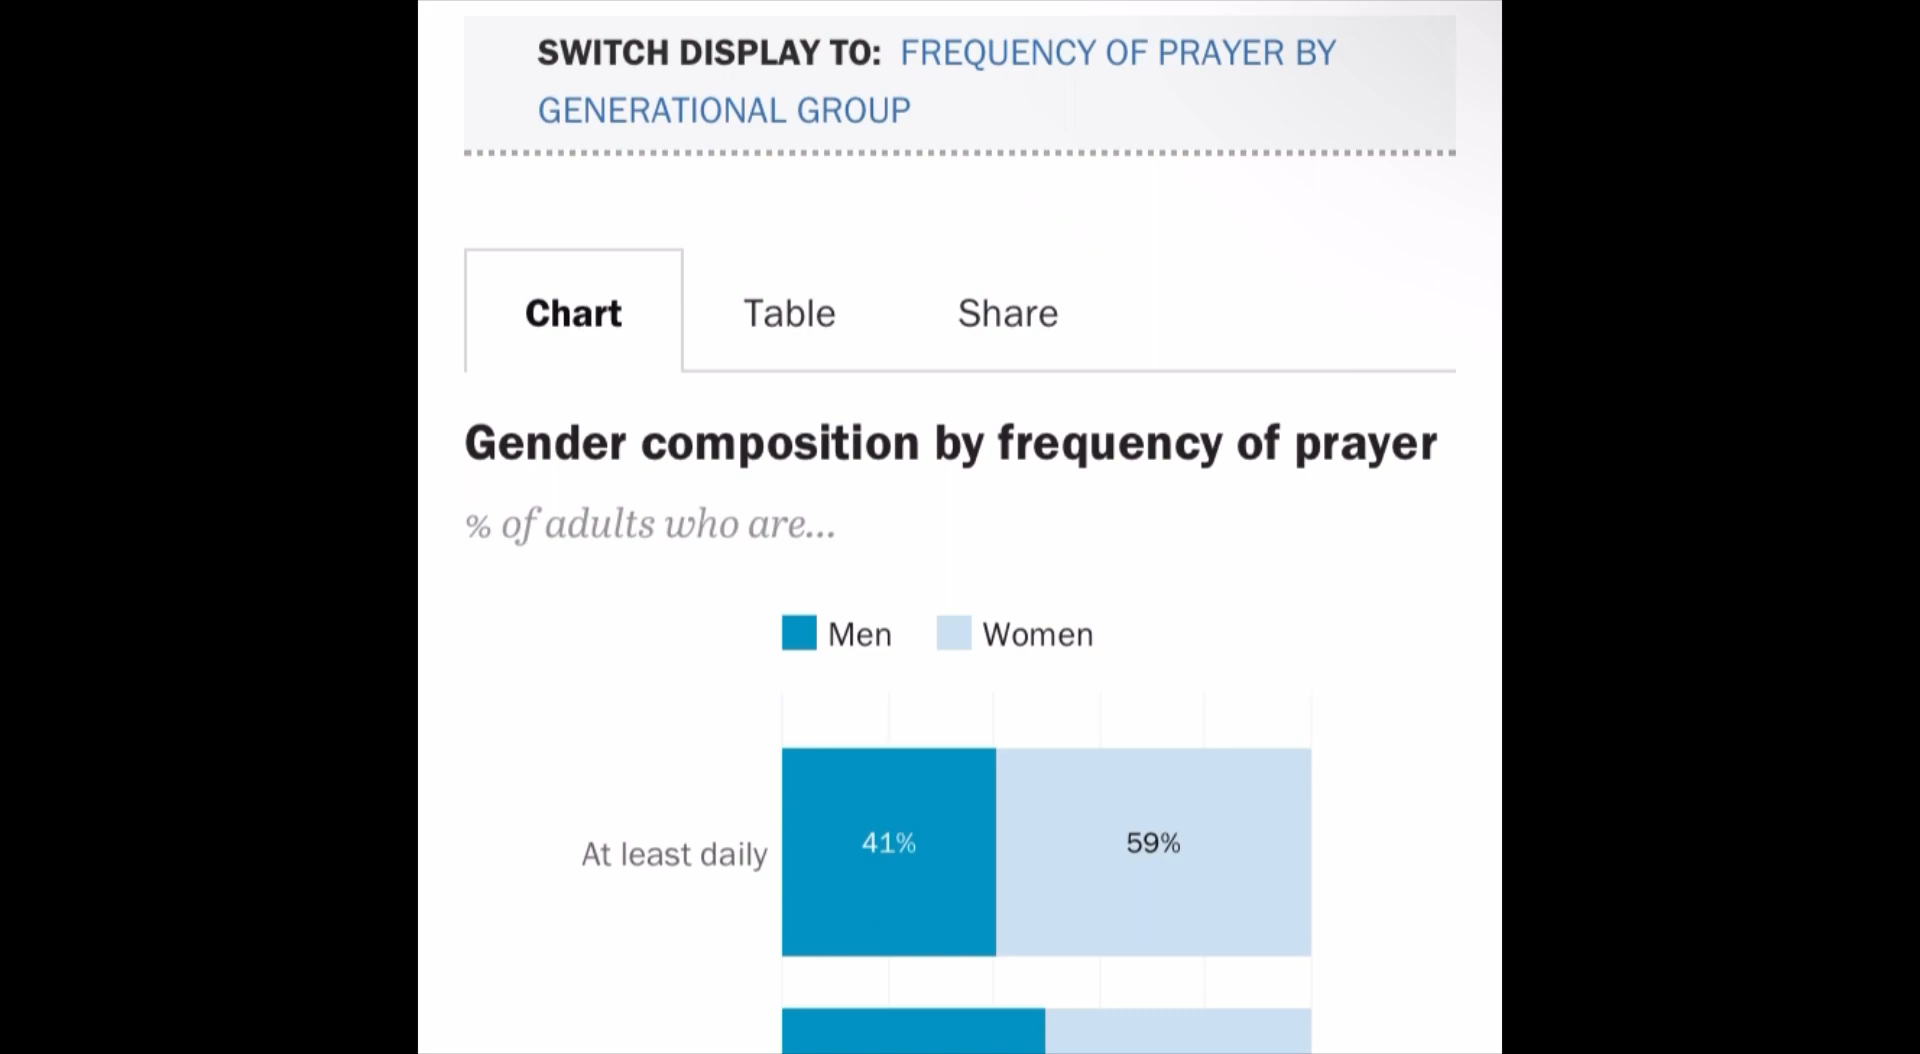 SWITCH DISPLAY TO: FREQUENCY OF PRAYER BY
GENERATIONAL GROUP
Chart Table Share
Gender composition by frequency of prayer
% of adults who are...
Men Women
At least daily 41% 59%